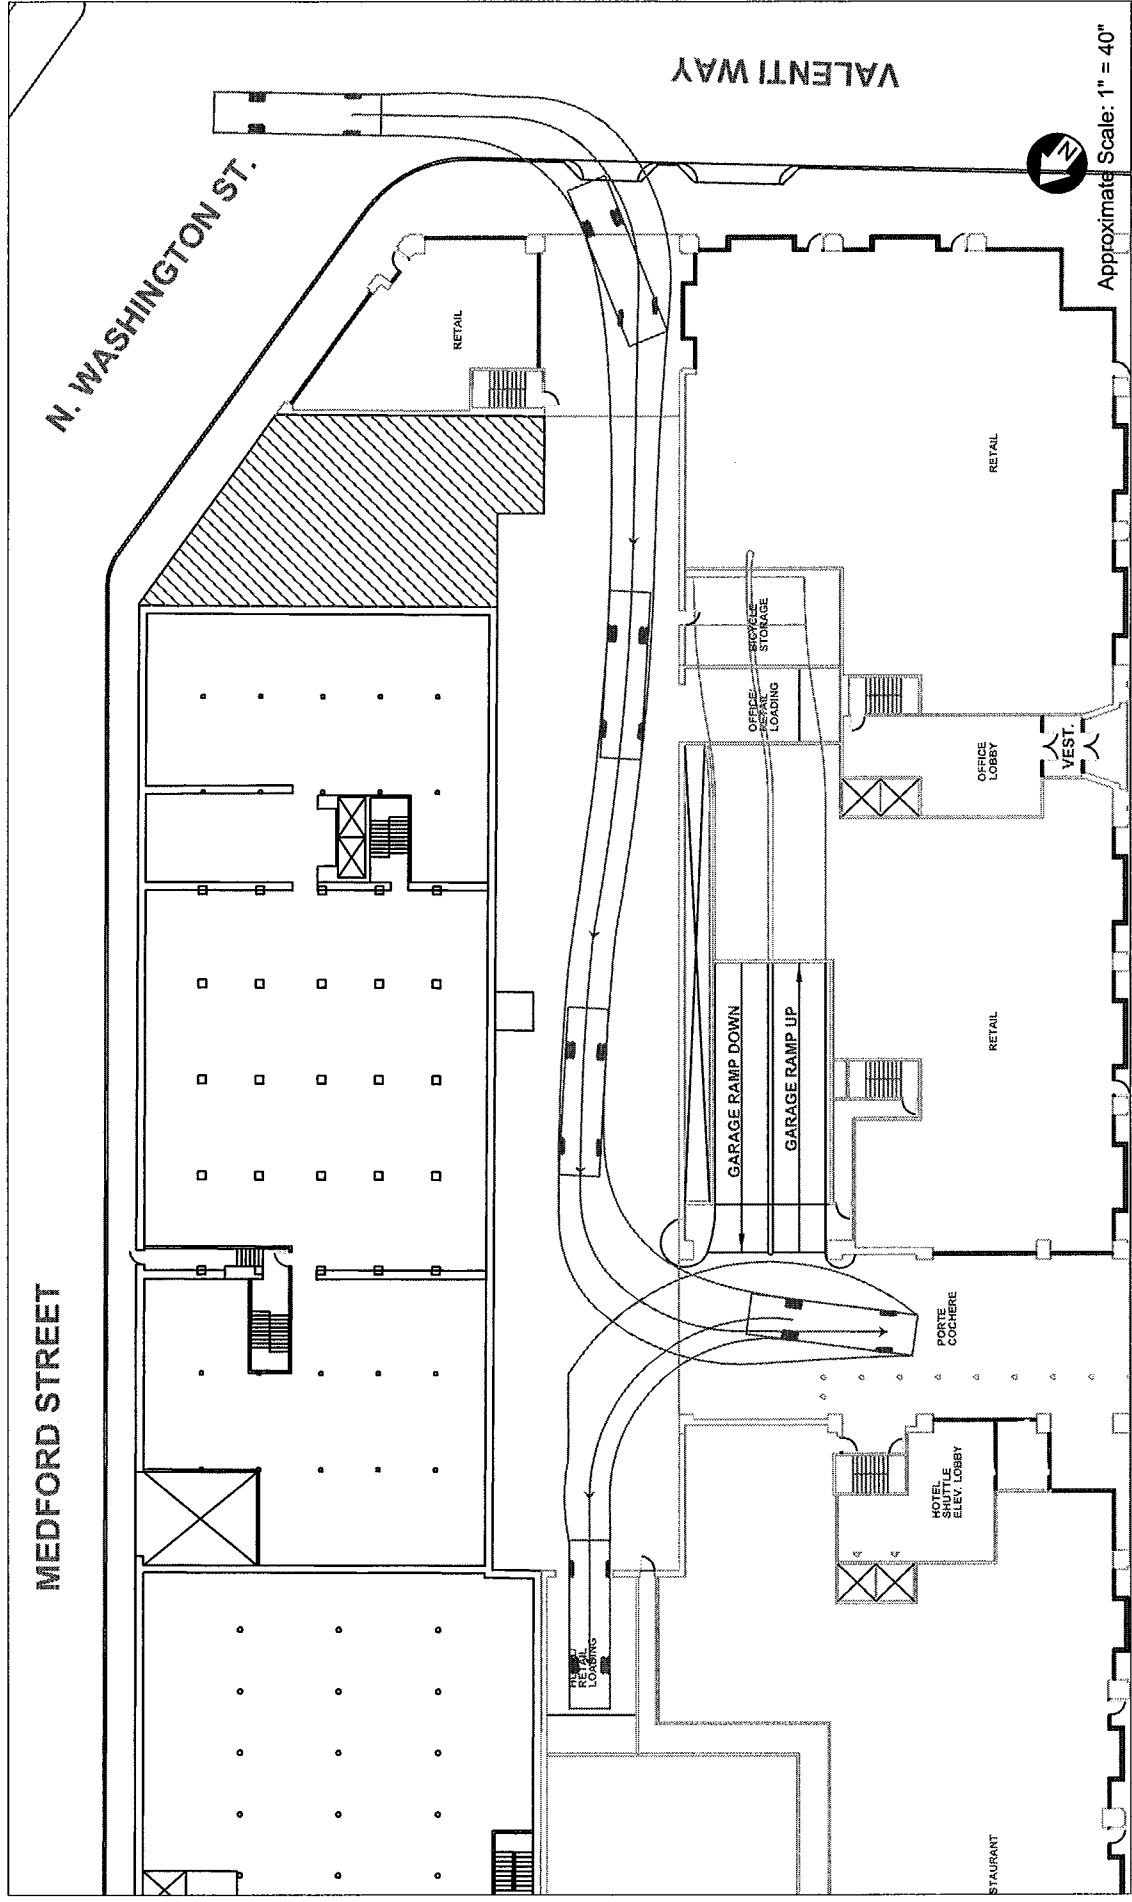 VALENTI WAY
N. WASHINGTON ST.
MEDFORD STREET
N
Approximate Scale: 1" = 40"
RETAIL
RETAIL
BICYCLE
STORAGE
OFFICE/
RETAIL
LOADING
OFFICE
LOBBY
VEST.
GARAGE RAMP DOWN
GARAGE RAMP UP
RETAIL
PORTE
COCHERE
HOTEL
SHUTTLE
ELEV. LOBBY
RETAIL
LOADING
STAURANT